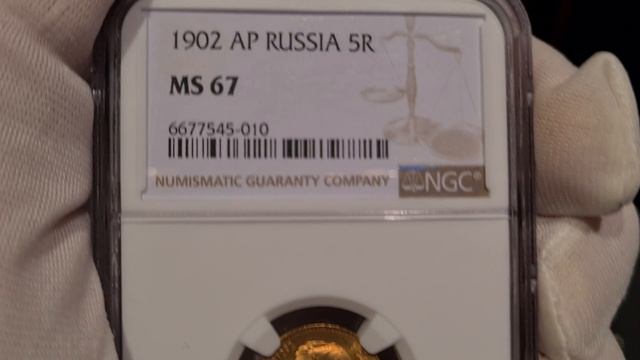 1902 AP RUSSIA 5R
MS 67
6677545-010
NUMISMATIC GUARANTY COMPANY NGC®